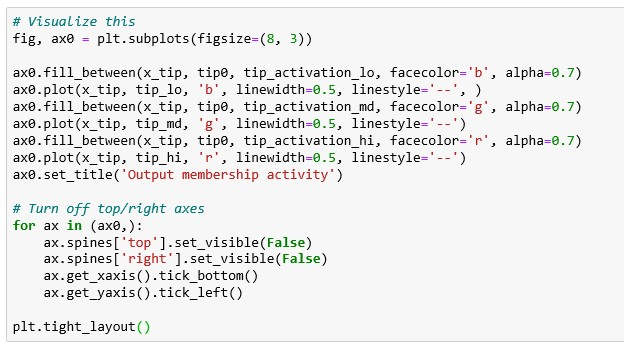 # Visualize this
fig, ax0 = plt.subplots(figsize=(8, 3))
ax0.fill_between(x_tip, tip0, tip_activation_lo, facecolor='b', alpha=0.7)
ax0.plot(x_tip, tip_lo, 'b', linewidth=0.5, linestyle='--', )
ax0.fill_between(x_tip, tip0, tip_activation_md, facecolor='g', alpha=0.7)
ax0.plot(x_tip, tip_md, 'g', linewidth=0.5, linestyle='--')
ax0.fill_between(x_tip, tip0, tip_activation_hi, facecolor='r', alpha=0.7)
ax0.plot(x_tip, tip_hi, 'r', linewidth=0.5, linestyle='--')
ax0.set_title('Output membership activity')
# Turn off top/right axes
for ax in (ax0,):
    ax.spines['top'].set_visible(False)
    ax.spines['right'].set_visible(False)
    ax.get_xaxis().tick_bottom()
    ax.get_yaxis().tick_left()
plt.tight_layout()